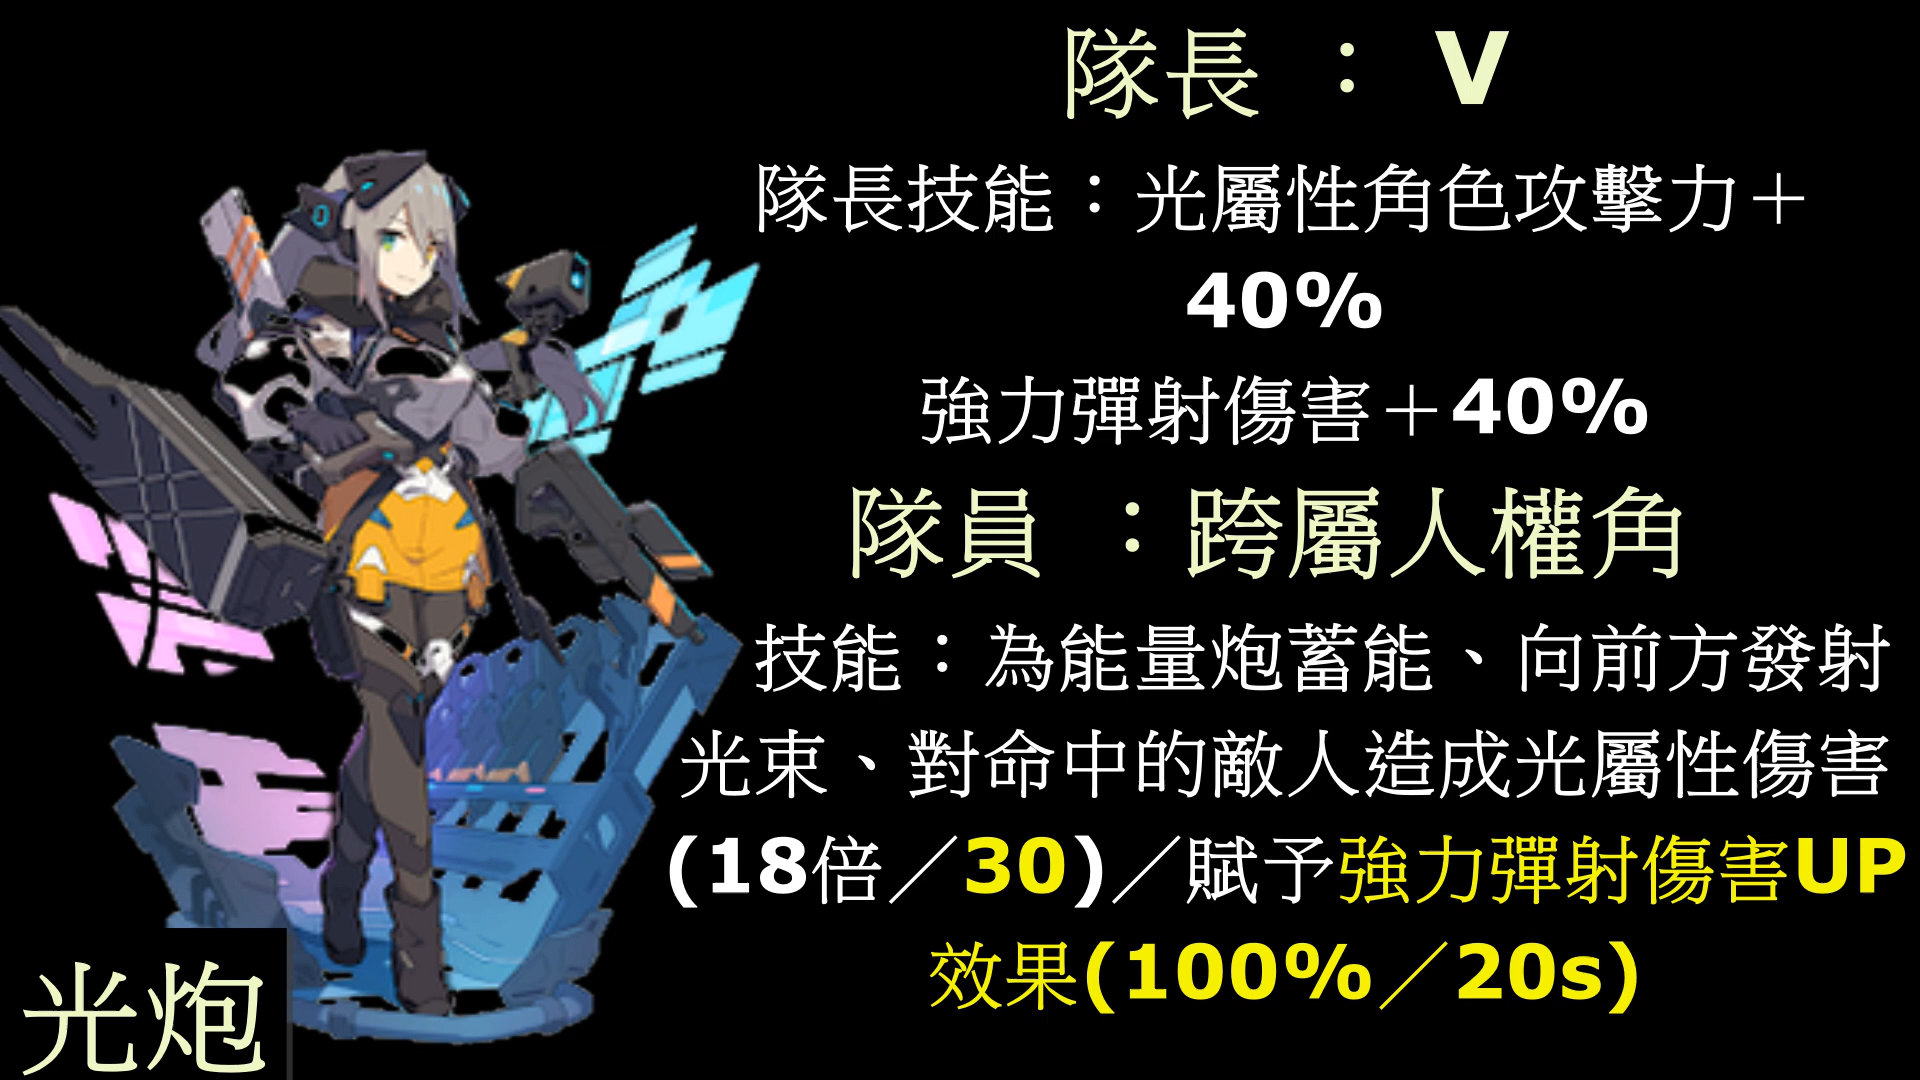 隊長 ： V
隊長技能：光屬性角色攻擊力＋
40%
強力彈射傷害＋40%
隊員 ：跨屬人權角
技能：為能量炮蓄能、向前方發射
光束、對命中的敵人造成光屬性傷害
(18倍／30)／賦予強力彈射傷害UP
效果(100%／20s)
光炮